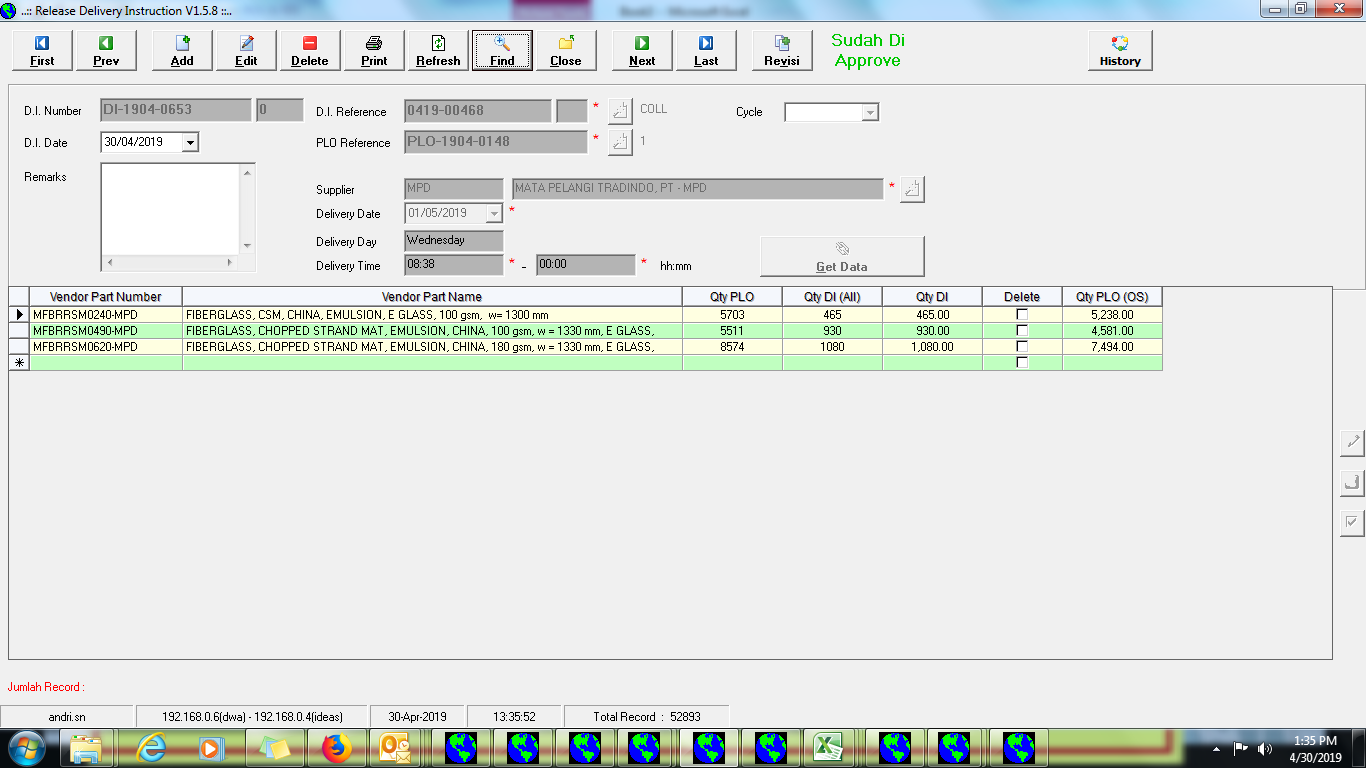 ..:: Release Delivery Instruction V1.5.8 ::..
Microsoft Excel
First Prev Add Edit Delete Print Refresh Find Close Next Last Revisi History
Sudah Di
Approve
D.I. Number DI-1904-0653 0
D.I. Reference 0419-00468 * COLL
Cycle
D.I. Date 30/04/2019
PLO Reference PLO-1904-0148 * 1
Remarks
Supplier MPD MATA PELANGI TRADINDO, PT - MPD *
Delivery Date 01/05/2019 *
Delivery Day Wednesday
Delivery Time 08:38 * - 00:00 * hh:mm
Get Data
Vendor Part Number Vendor Part Name Qty PLO Qty DI (All) Qty DI Delete Qty PLO (OS)
MFBRRSM0240-MPD FIBERGLASS, CSM, CHINA, EMULSION, E GLASS, 100 gsm, w= 1300 mm 5703 465 465.00 5,238.00
MFBRRSM0490-MPD FIBERGLASS, CHOPPED STRAND MAT, EMULSION, CHINA, 100 gsm, w = 1330 mm, E GLASS, 5511 930 930.00 4,581.00
MFBRRSM0620-MPD FIBERGLASS, CHOPPED STRAND MAT, EMULSION, CHINA, 180 gsm, w = 1330 mm, E GLASS, 8574 1080 1,080.00 7,494.00
Jumlah Record :
andri.sn 192.168.0.6(dwa) - 192.168.0.4(ideas) 30-Apr-2019 13:35:52 Total Record : 52893
1:35 PM
4/30/2019